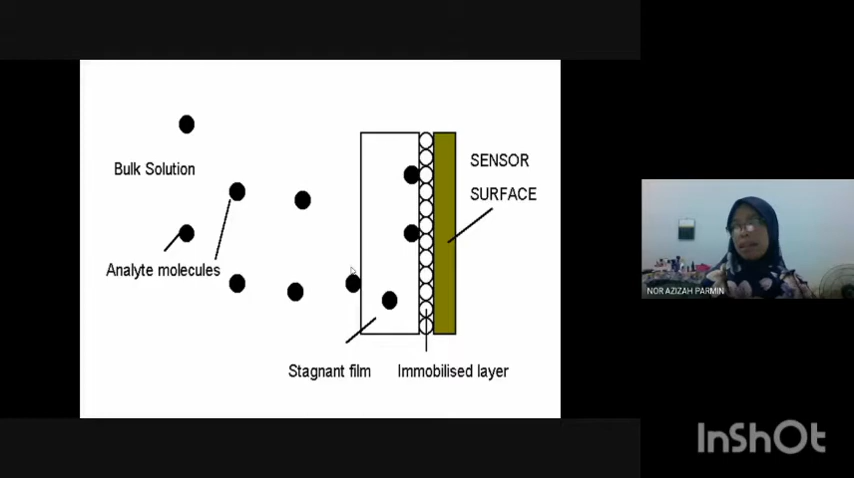 Bulk Solution
Analyte molecules
SENSOR
SURFACE
Stagnant film
Immobilised layer
NOR AZIZAH PARMIN
InShOt